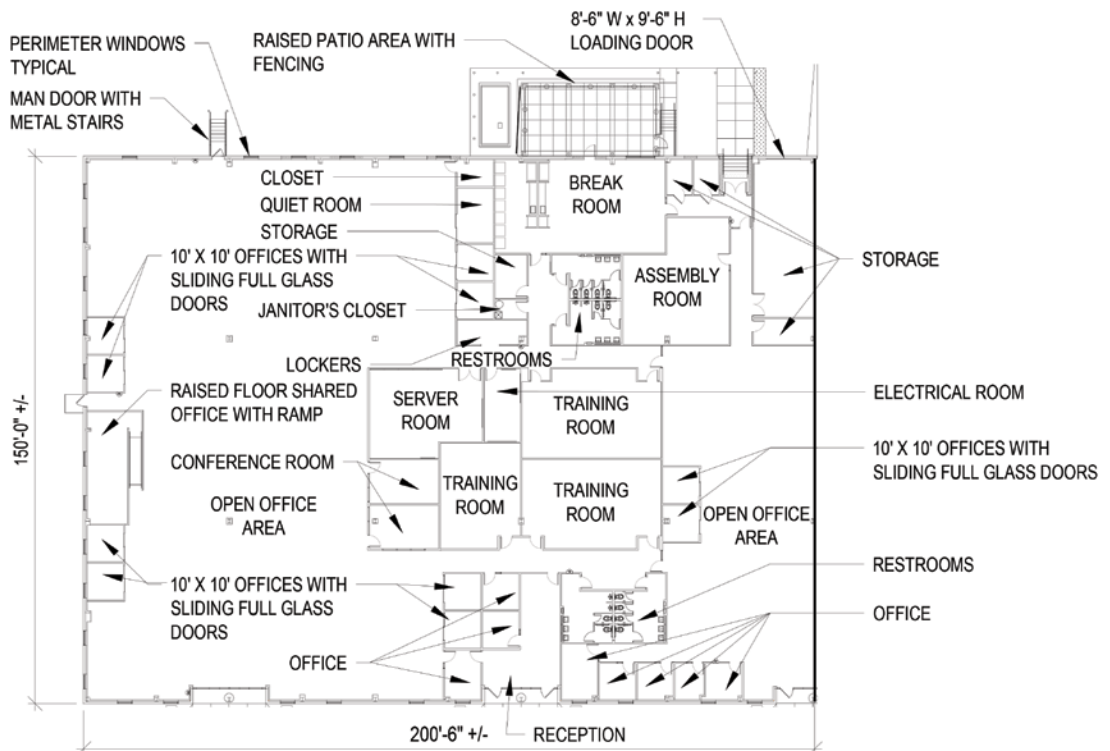 8'-6" W x 9'-6" H
LOADING DOOR
PERIMETER WINDOWS
TYPICAL
RAISED PATIO AREA WITH
FENCING
MAN DOOR WITH
METAL STAIRS
CLOSET
QUIET ROOM
STORAGE
10' X 10' OFFICES WITH
SLIDING FULL GLASS
DOORS
JANITOR'S CLOSET
LOCKERS
RAISED FLOOR SHARED
OFFICE WITH RAMP
CONFERENCE ROOM
OPEN OFFICE
AREA
10' X 10' OFFICES WITH
SLIDING FULL GLASS
DOORS
OFFICE
BREAK
ROOM
ASSEMBLY
ROOM
RESTROOMS
SERVER
ROOM
TRAINING
ROOM
TRAINING
ROOM
TRAINING
ROOM
STORAGE
ELECTRICAL ROOM
10' X 10' OFFICES WITH
SLIDING FULL GLASS DOORS
OPEN OFFICE
AREA
RESTROOMS
OFFICE
150'-0" +/-
200'-6" +/-
RECEPTION